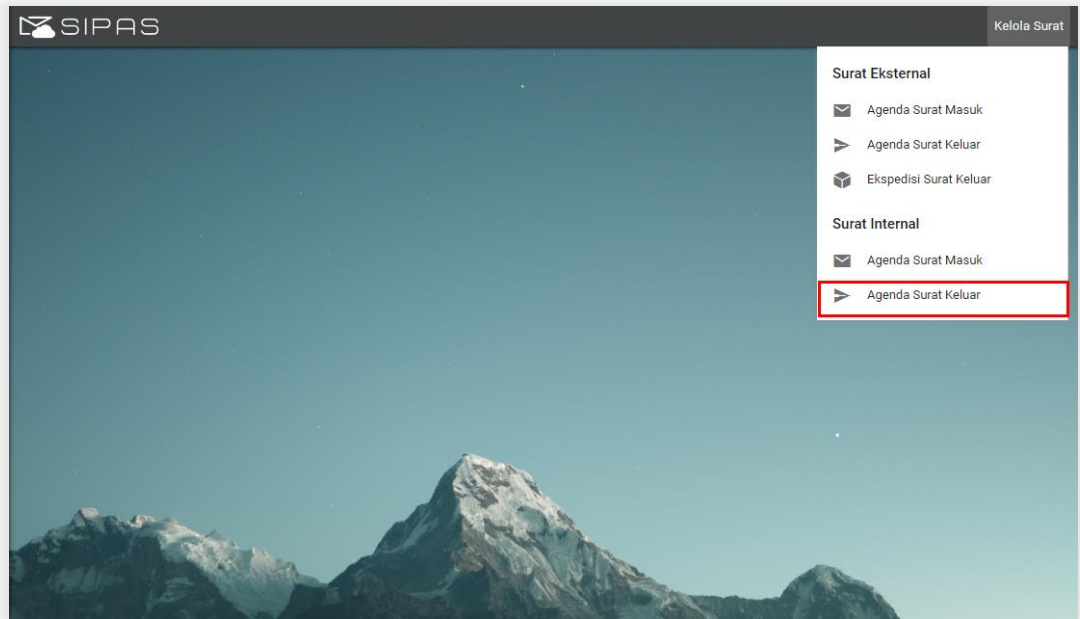 SIPAS
Kelola Surat
Surat Eksternal
Agenda Surat Masuk
Agenda Surat Keluar
Ekspedisi Surat Keluar
Surat Internal
Agenda Surat Masuk
Agenda Surat Keluar